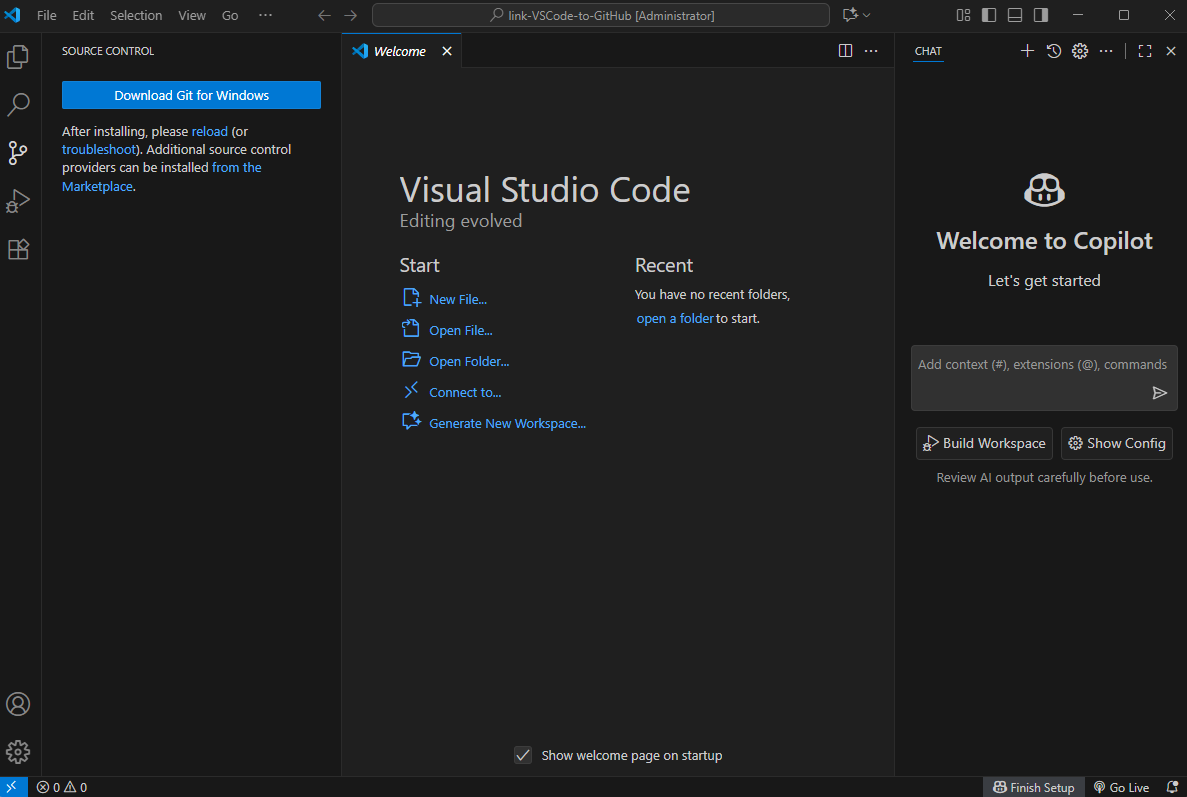 File Edit Selection View Go ··· link-VSCode-to-GitHub [Administrator]
SOURCE CONTROL
Download Git for Windows
After installing, please reload (or
troubleshoot). Additional source control
providers can be installed from the
Marketplace.
Welcome
Visual Studio Code
Editing evolved
Start
New File...
Open File...
Open Folder...
Connect to...
Generate New Workspace...
Recent
You have no recent folders,
open a folder to start.
Show welcome page on startup
CHAT
Welcome to Copilot
Let's get started
Add context (#), extensions (@), commands
Build Workspace Show Config
Review AI output carefully before use.
0 0 Finish Setup Go Live